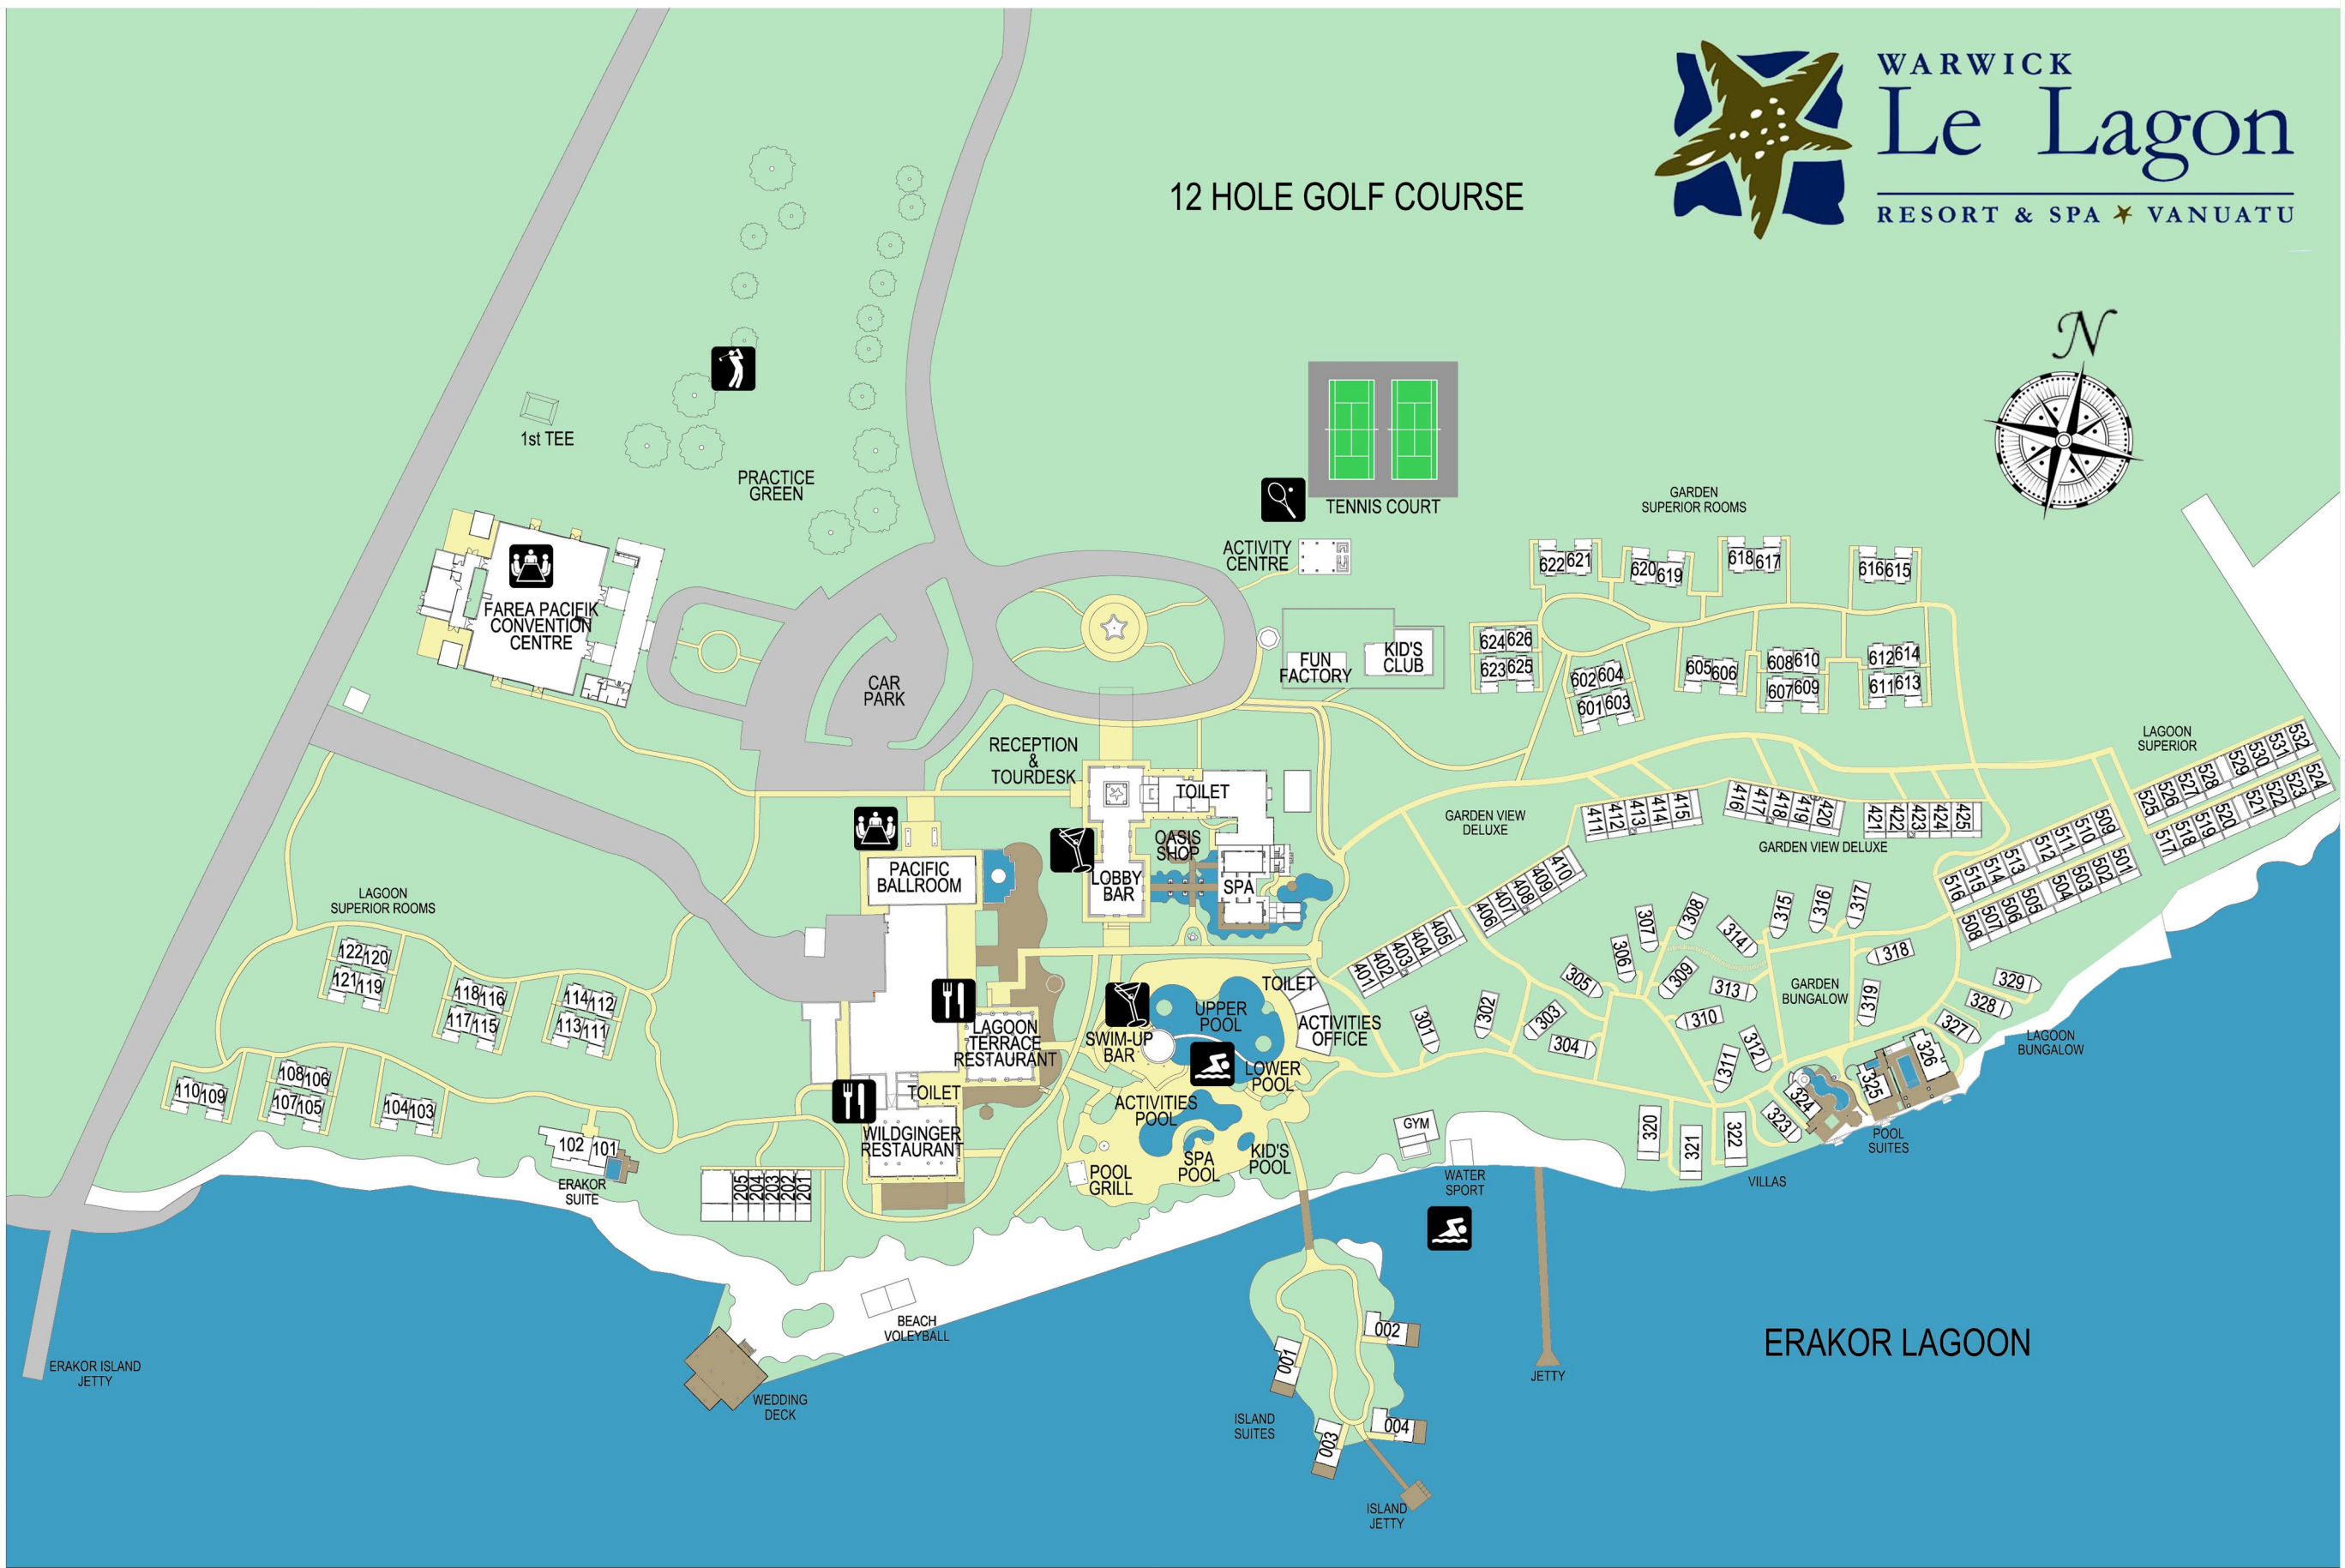 WARWICK
Le Lagon
RESORT & SPA VANUATU
12 HOLE GOLF COURSE
N
1st TEE
PRACTICE
GREEN
TENNIS COURT
GARDEN
SUPERIOR ROOMS
ACTIVITY
CENTRE
622 621
620 619
618 617
616 615
FAREA PACIFIK
CONVENTION
CENTRE
624 626
623 625
FUN
FACTORY
KID'S
CLUB
602 604
601 603
605 606
608 610
607 609
612 614
611 613
CAR
PARK
RECEPTION
&
TOURDESK
TOILET
LAGOON
SUPERIOR
525 526 527 528 529 530 531 532
517 518 519 520 521 522 523 524
GARDEN VIEW
DELUXE
411 412 413 414 415
416 417 418 419 420
421 422 423 424 425
GARDEN VIEW DELUXE
516 515 514 513 512 511 510 509
508 507 506 505 504 503 502 501
OASIS
SHOP
LOBBY
BAR
SPA
PACIFIC
BALLROOM
406 407 408 409 410
401 402 403 404 405
LAGOON
SUPERIOR ROOMS
122 120
121 119
118 116
117 115
114 112
113 111
110 109
108 106
107 105
104 103
102 101
ERAKOR
SUITE
205 204 203 202 201
LAGOON
TERRACE
RESTAURANT
TOILET
WILDGINGER
RESTAURANT
SWIM-UP
BAR
UPPER
POOL
TOILET
ACTIVITIES
OFFICE
LOWER
POOL
ACTIVITIES
POOL
SPA
POOL
KID'S
POOL
POOL
GRILL
301
302
303
304
305
306
307
308
309
310
311
312
313
314
315
316
317
318
319
GARDEN
BUNGALOW
329
328
327
LAGOON
BUNGALOW
326
325
324
323
POOL
SUITES
320
321
322
VILLAS
GYM
WATER
SPORT
BEACH
VOLEYBALL
WEDDING
DECK
ERAKOR ISLAND
JETTY
001
002
003
004
ISLAND
SUITES
ISLAND
JETTY
JETTY
ERAKOR LAGOON